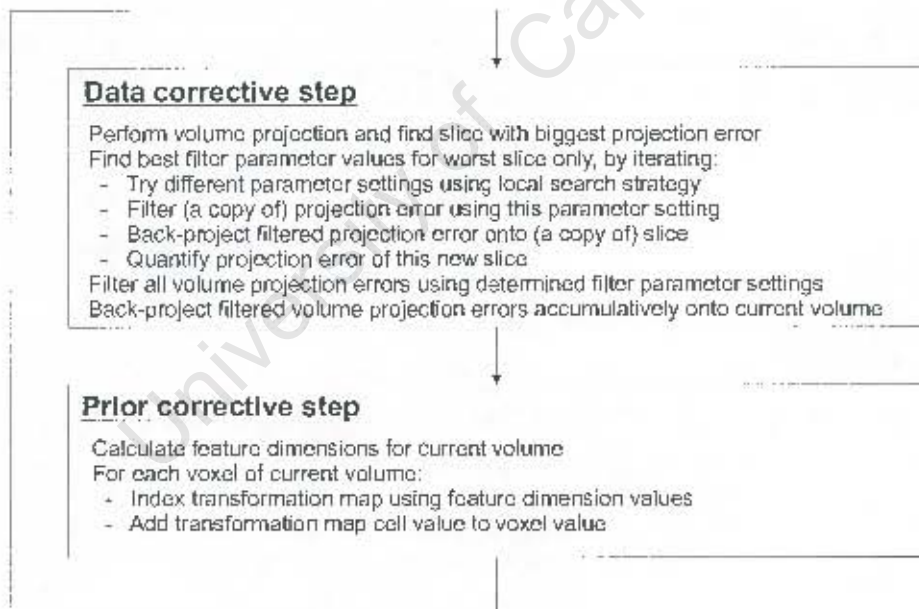 Data corrective step
Perform volume projection and find slice with biggest projection error
Find best filter parameter values for worst slice only, by iterating:
- Try different parameter settings using local search strategy
- Filter (a copy of) projection error using this parameter setting
- Back-project filtered projection error onto (a copy of) slice
- Quantify projection error of this new slice
Filter all volume projection errors using determined filter parameter settings
Back-project filtered volume projection errors accumulatively onto current volume
Prior corrective step
Calculate feature dimensions for current volume
For each voxel of current volume:
- Index transformation map using feature dimension values
- Add transformation map cell value to voxel value
University of Cap